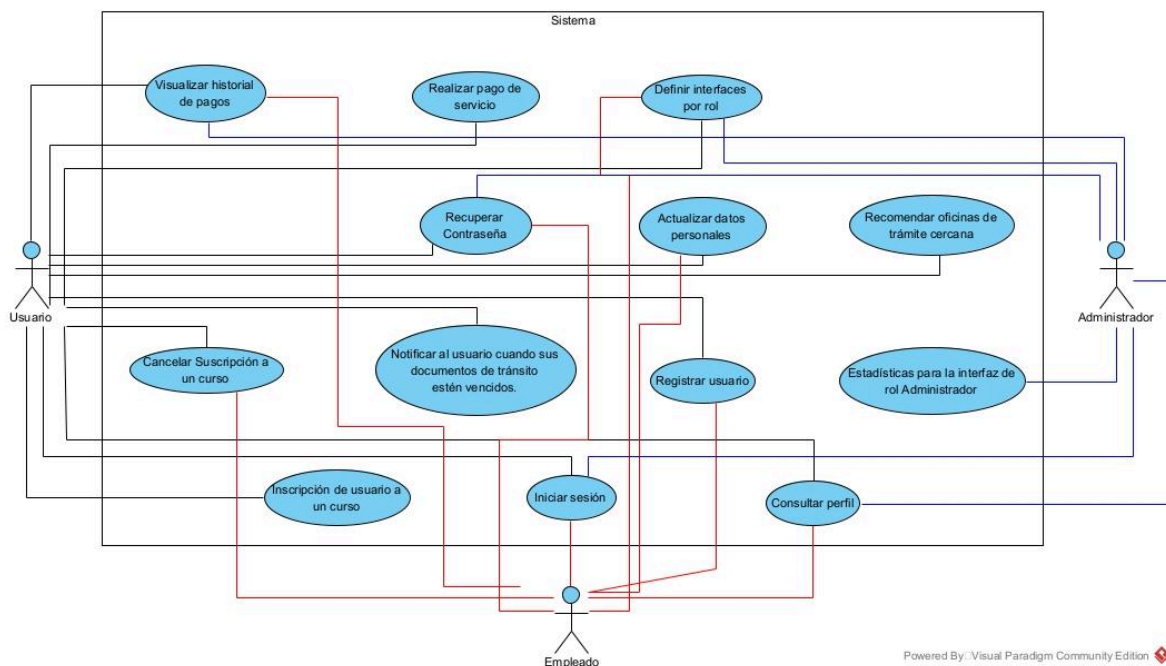 Sistema
Visualizar historial
de pagos
Realizar pago de
servicio
Definir interfaces
por rol
Recuperar
Contraseña
Actualizar datos
personales
Recomendar oficinas de
trámite cercana
Usuario
Administrador
Cancelar Suscripción a
un curso
Notificar al usuario cuando sus
documentos de tránsito
estén vencidos.
Registrar usuario
Estadísticas para la interfaz de
rol Administrador
Inscripción de usuario a
un curso
Iniciar sesión
Consultar perfil
Empleado
Powered By Visual Paradigm Community Edition